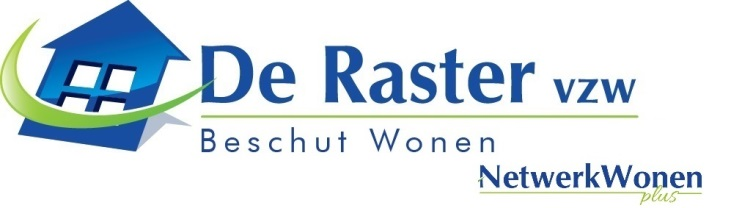 De Raster vzw
Beschut Wonen
NetwerkWonen
plus